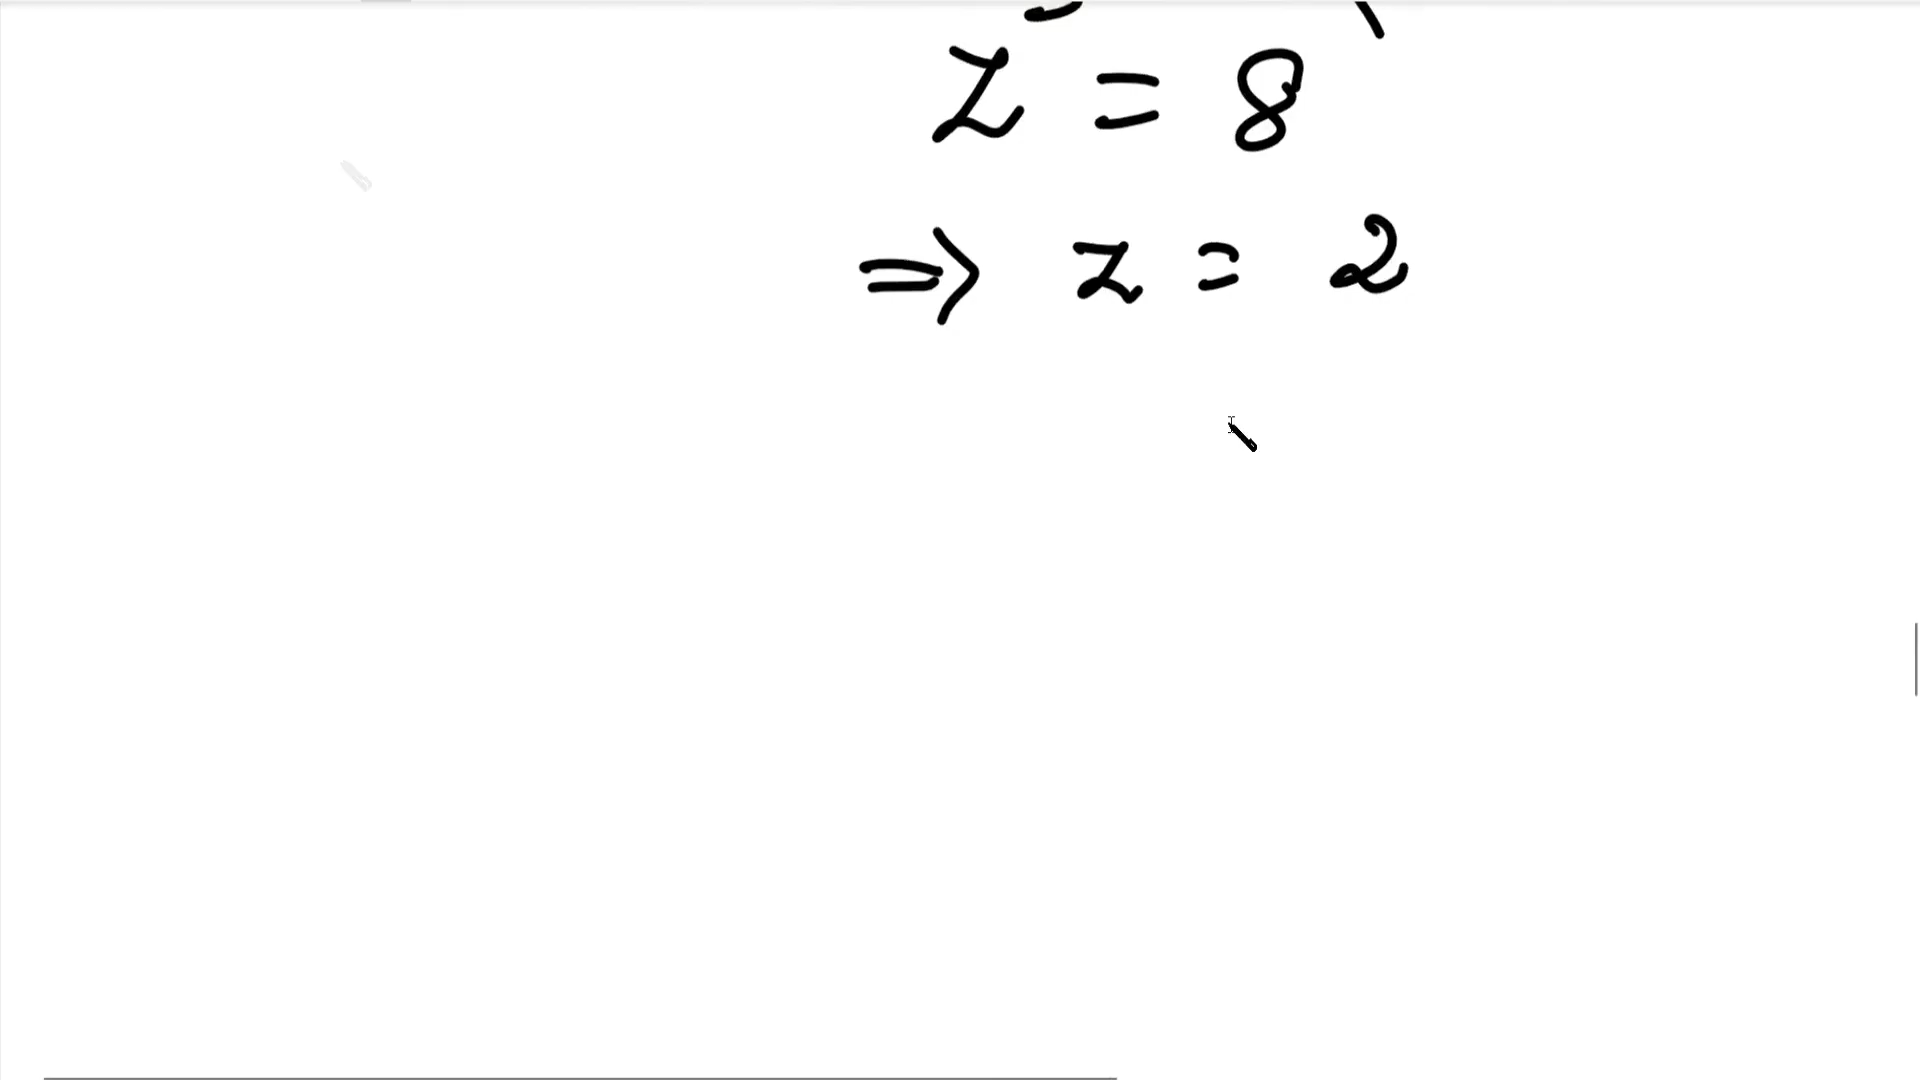 z = 8
⇒ z = 2